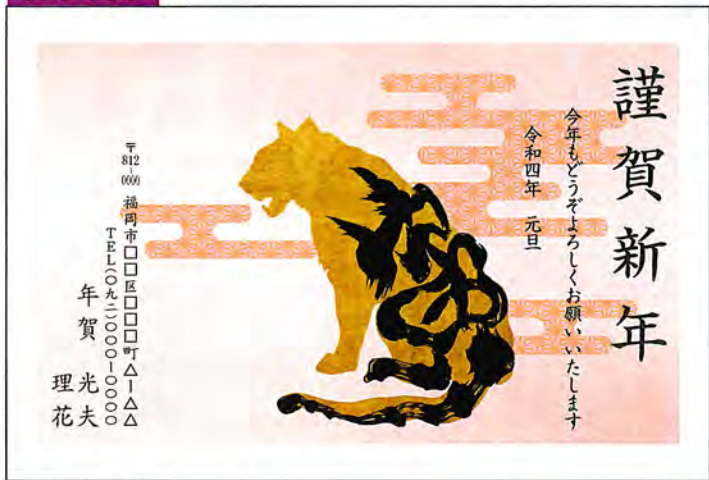 謹賀新年
今年もどうぞよろしくお願いいたします
令和四年 元旦
〒812-0000 福岡市□□区□□□町△ー△△
TEL(〇九二)〇〇〇ー〇〇〇〇
年賀 光夫
理花